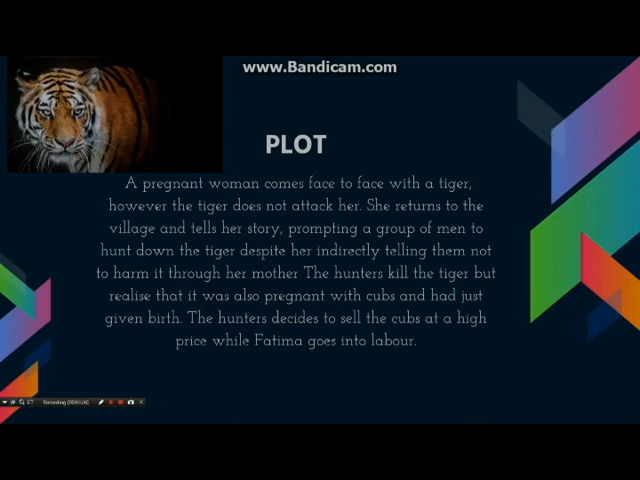 www.Bandicam.com
PLOT
A pregnant woman comes face to face with a tiger,
however the tiger does not attack her. She returns to the
village and tells her story, prompting a group of men to
hunt down the tiger despite her indirectly telling them not
to harm it through her mother The hunters kill the tiger but
realise that it was also pregnant with cubs and had just
given birth. The hunters decides to sell the cubs at a high
price while Fatima goes into labour.
Recording